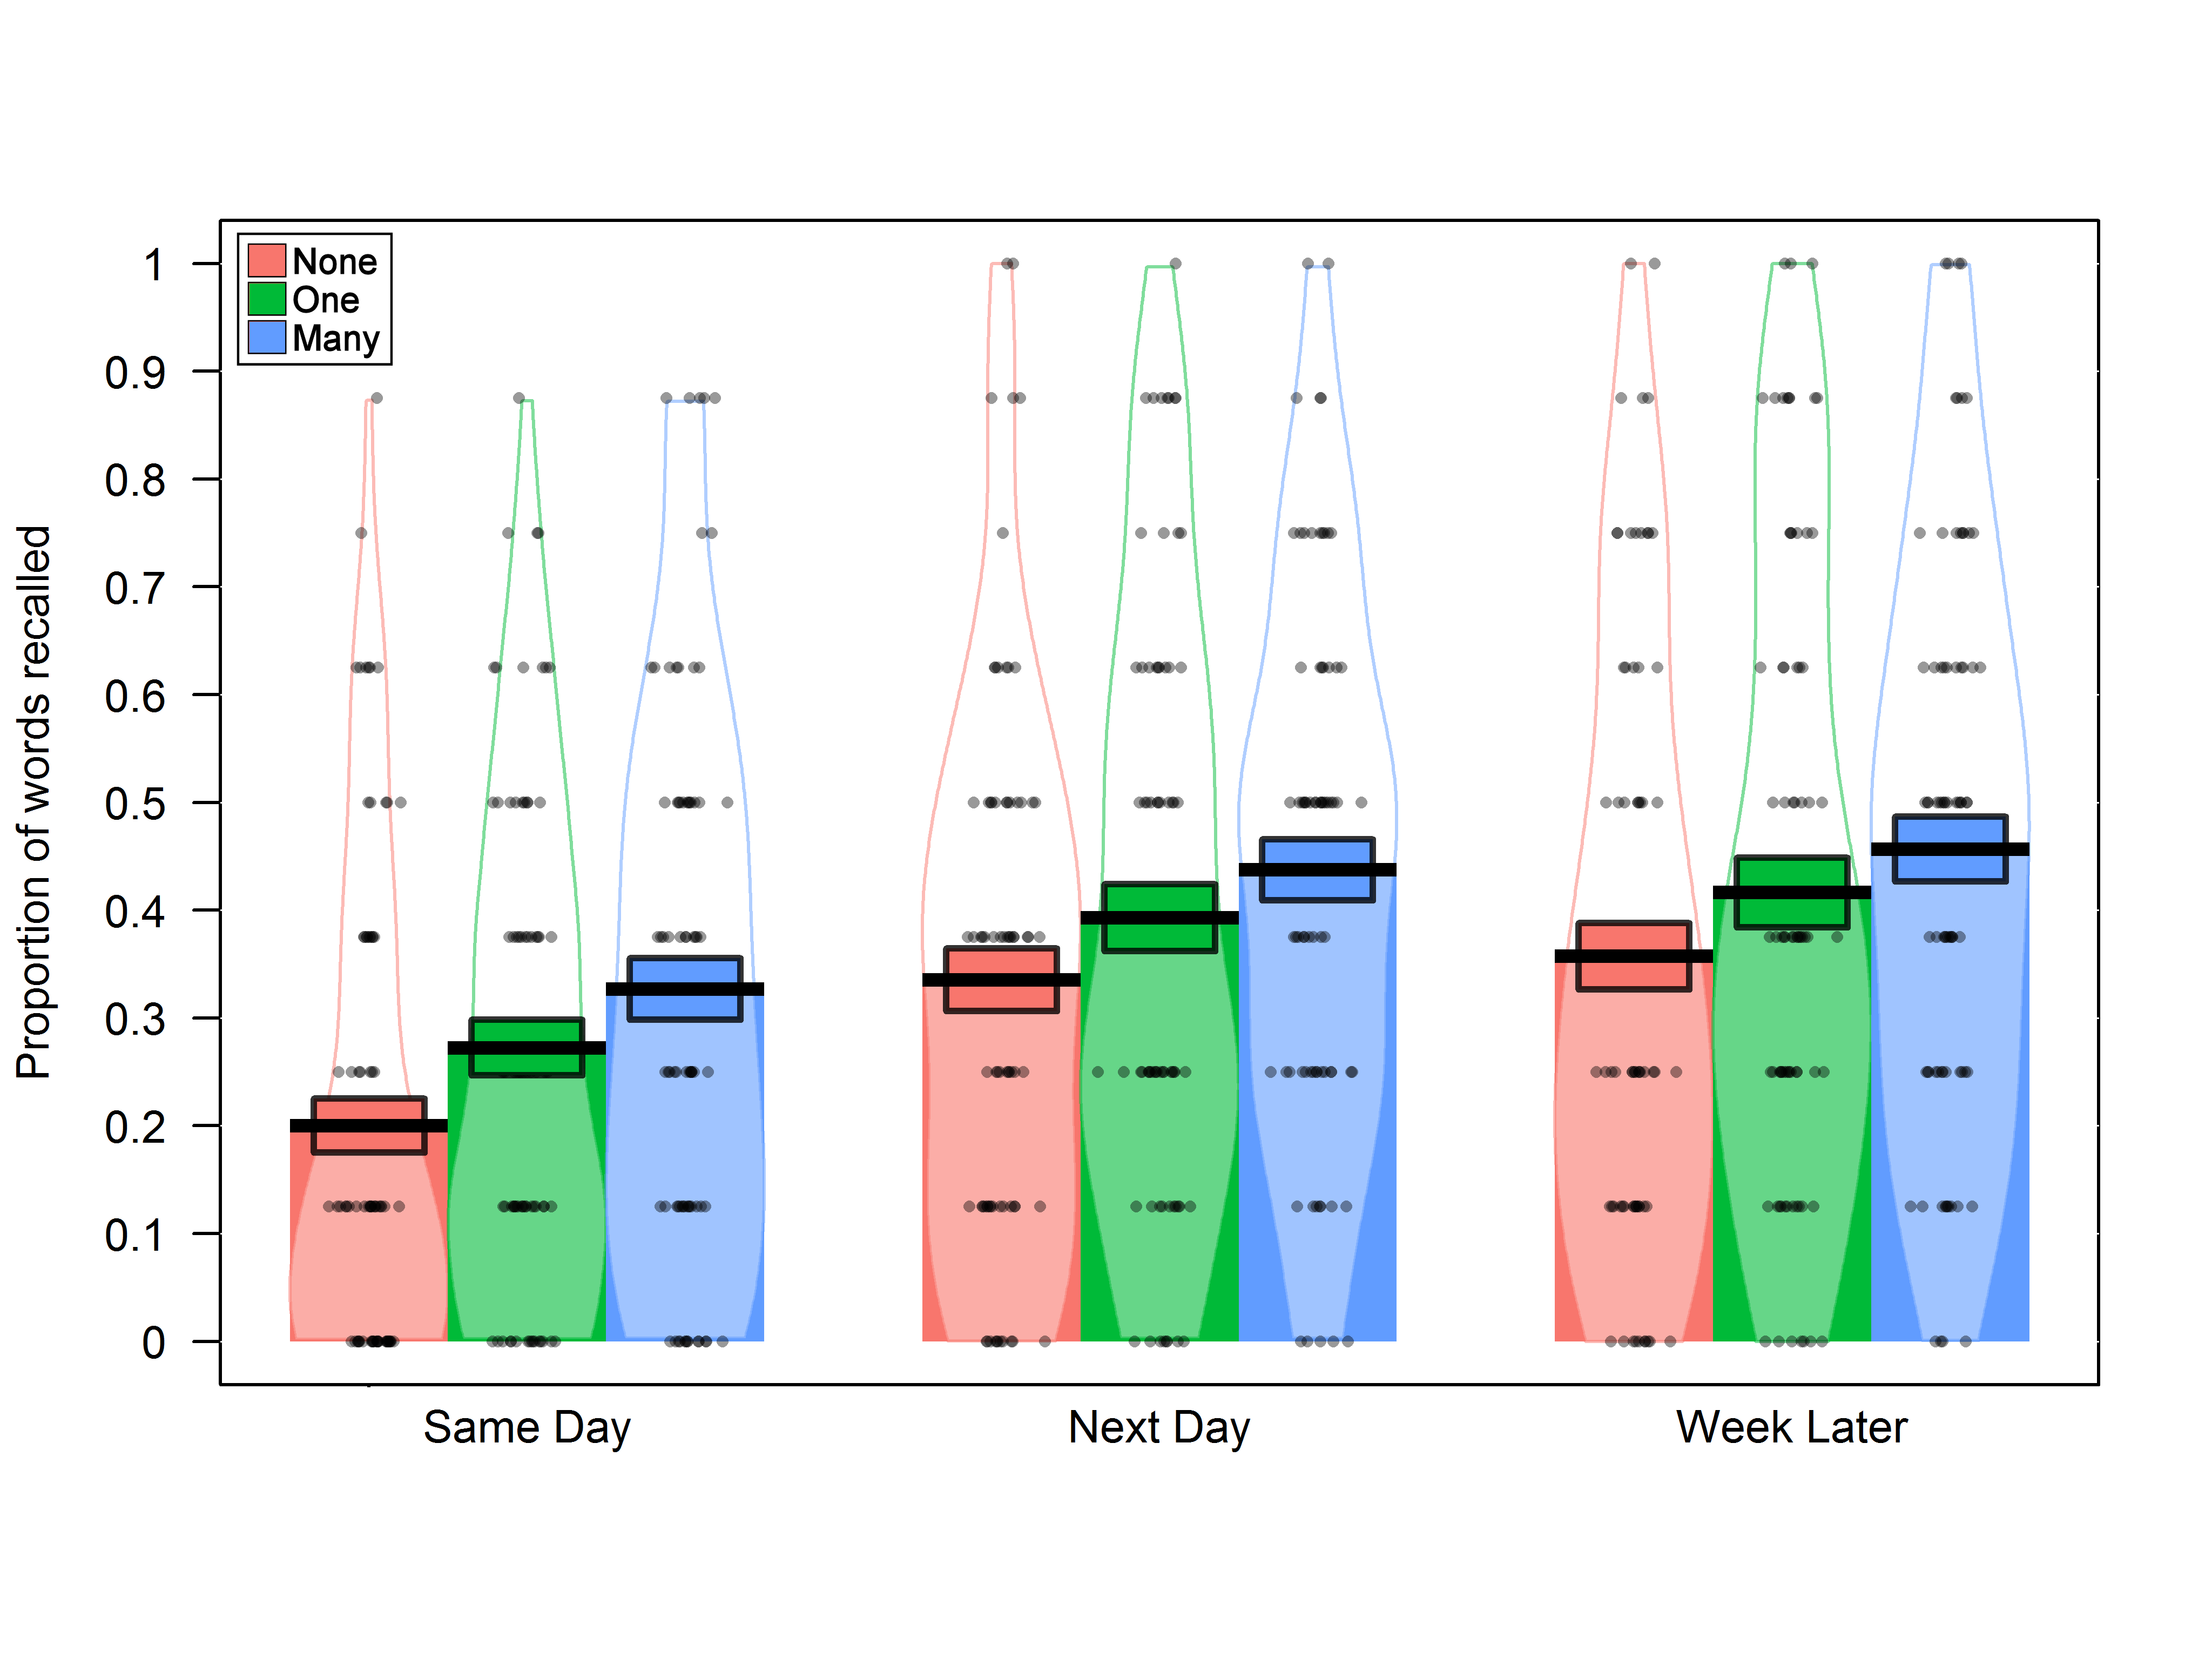 None
One
Many
1
0.9
0.8
0.7
0.6
0.5
0.4
0.3
0.2
0.1
0
Proportion of words recalled
Same Day
Next Day
Week Later